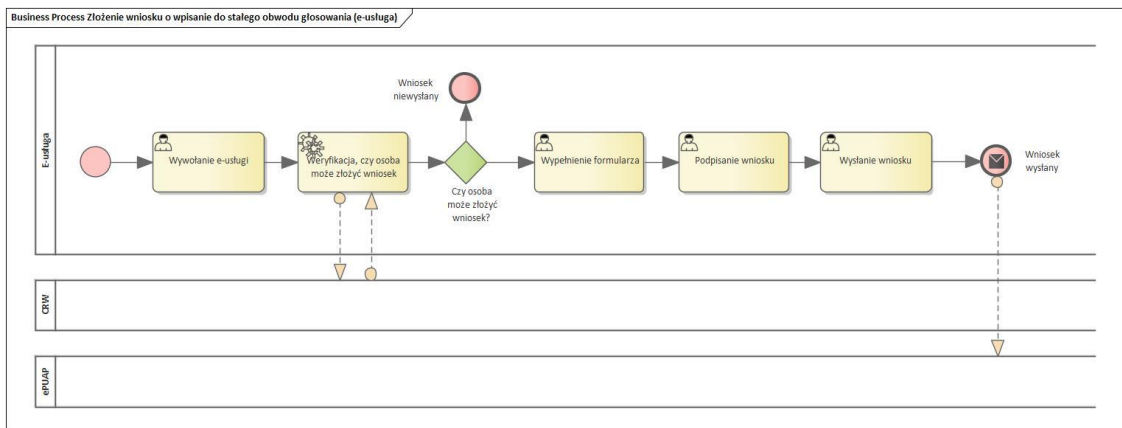 Business Process Złożenie wniosku o wpisanie do stałego obwodu głosowania (e-usługa)
E-usługa
Wywołanie e-usługi
Weryfikacja, czy osoba
może złożyć wniosek
Wniosek
niewysłany
Czy osoba
może złożyć
wniosek?
Wypełnienie formularza
Podpisanie wniosku
Wysłanie wniosku
Wniosek
wysłany
CRW
ePUAP